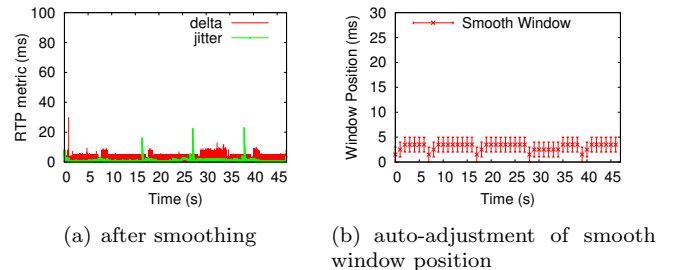 delta
jitter
RTP metric (ms)
100
80
60
40
20
0
0 5 10 15 20 25 30 35 40 45
Time (s)
(a) after smoothing
Smooth Window
Window Position (ms)
30
25
20
15
10
5
0
0 5 10 15 20 25 30 35 40 45
Time (s)
(b) auto-adjustment of smooth
window position